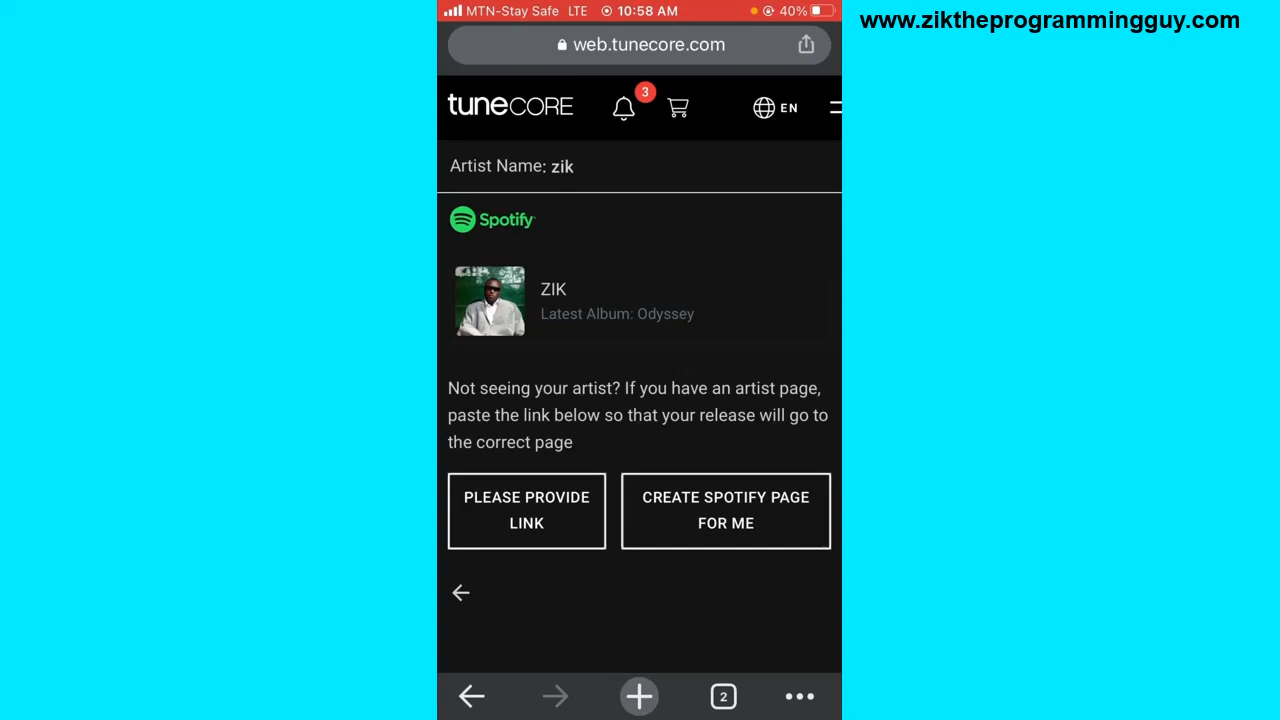 MTN-Stay Safe LTE 10:58 AM 40%
www.ziktheprogrammingguy.com
web.tunecore.com
tuneCORE 3 EN
Artist Name: zik
Spotify
ZIK
Latest Album: Odyssey
Not seeing your artist? If you have an artist page,
paste the link below so that your release will go to
the correct page
PLEASE PROVIDE
LINK
CREATE SPOTIFY PAGE
FOR ME
2